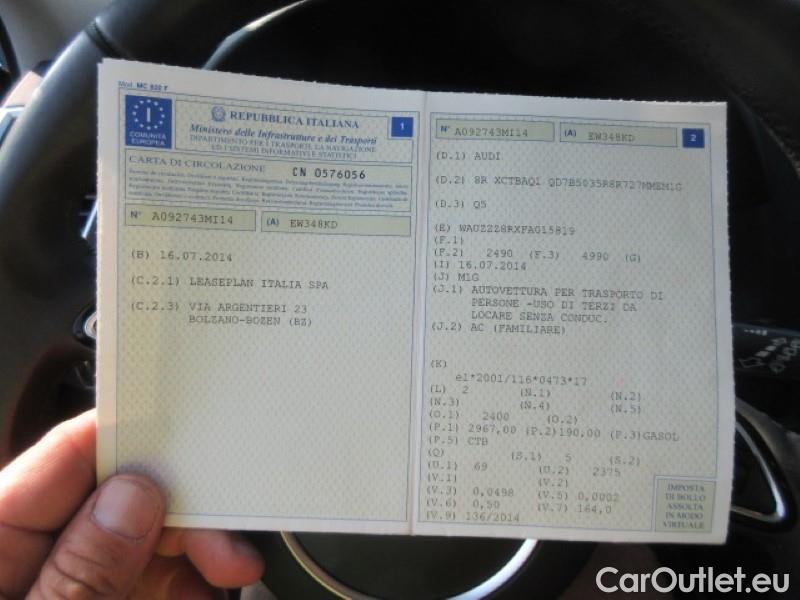 Mod. MC 820 F
I
COMUNITÀ
EUROPEA
REPUBBLICA ITALIANA
1
Ministero delle Infrastrutture e dei Trasporti
DIPARTIMENTO PER I TRASPORTI, LA NAVIGAZIONE
ED I SISTEMI INFORMATIVI E STATISTICI
CARTA DI CIRCOLAZIONE
CN 0576056
N° A092743MI14 (A) EW348KD
(B) 16.07.2014
(C.2.1) LEASEPLAN ITALIA SPA
(C.2.3) VIA ARGENTIERI 23
BOLZANO-BOZEN (BZ)
N° A092743MI14 (A) EW348KD 2
(D.1) AUDI
(D.2) 8R XCTBAQ1 QD7B5035R8R727MMEM1G
(D.3) Q5
(E) WAUZZZ8RXFA015819
(F.1)
(F.2) 2490 (F.3) 4990 (G)
(I) 16.07.2014
(J) M1G
(J.1) AUTOVETTURA PER TRASPORTO DI
PERSONE -USO DI TERZI DA
LOCARE SENZA CONDUC.
(J.2) AC (FAMILIARE)
(K)
e1*2001/116*0473*17
(L) 2 (N.1) (N.2)
(N.3) (N.4) (N.5)
(O.1) 2400 (O.2)
(P.1) 2967,00 (P.2)190,00 (P.3)GASOL
(P.5) CTB
(Q) (S.1) 5 (S.2)
(U.1) 69 (U.2) 2375
(V.1) (V.2)
(V.3) 0,0498 (V.5) 0,0002
(V.6) 0,50 (V.7) 164,0
(V.9) 136/2014
IMPOSTA
DI BOLLO
ASSOLTA
IN MODO
VIRTUALE
CarOutlet.eu